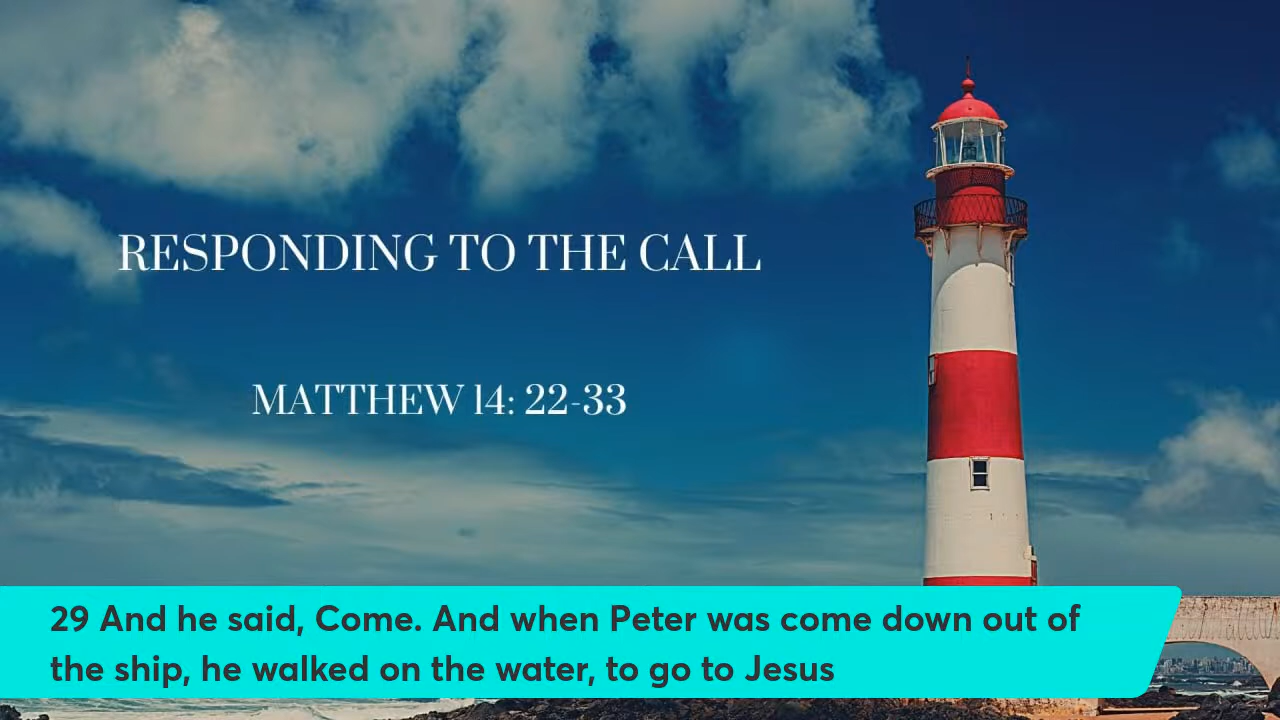 RESPONDING TO THE CALL
MATTHEW 14: 22-33
29 And he said, Come. And when Peter was come down out of
the ship, he walked on the water, to go to Jesus